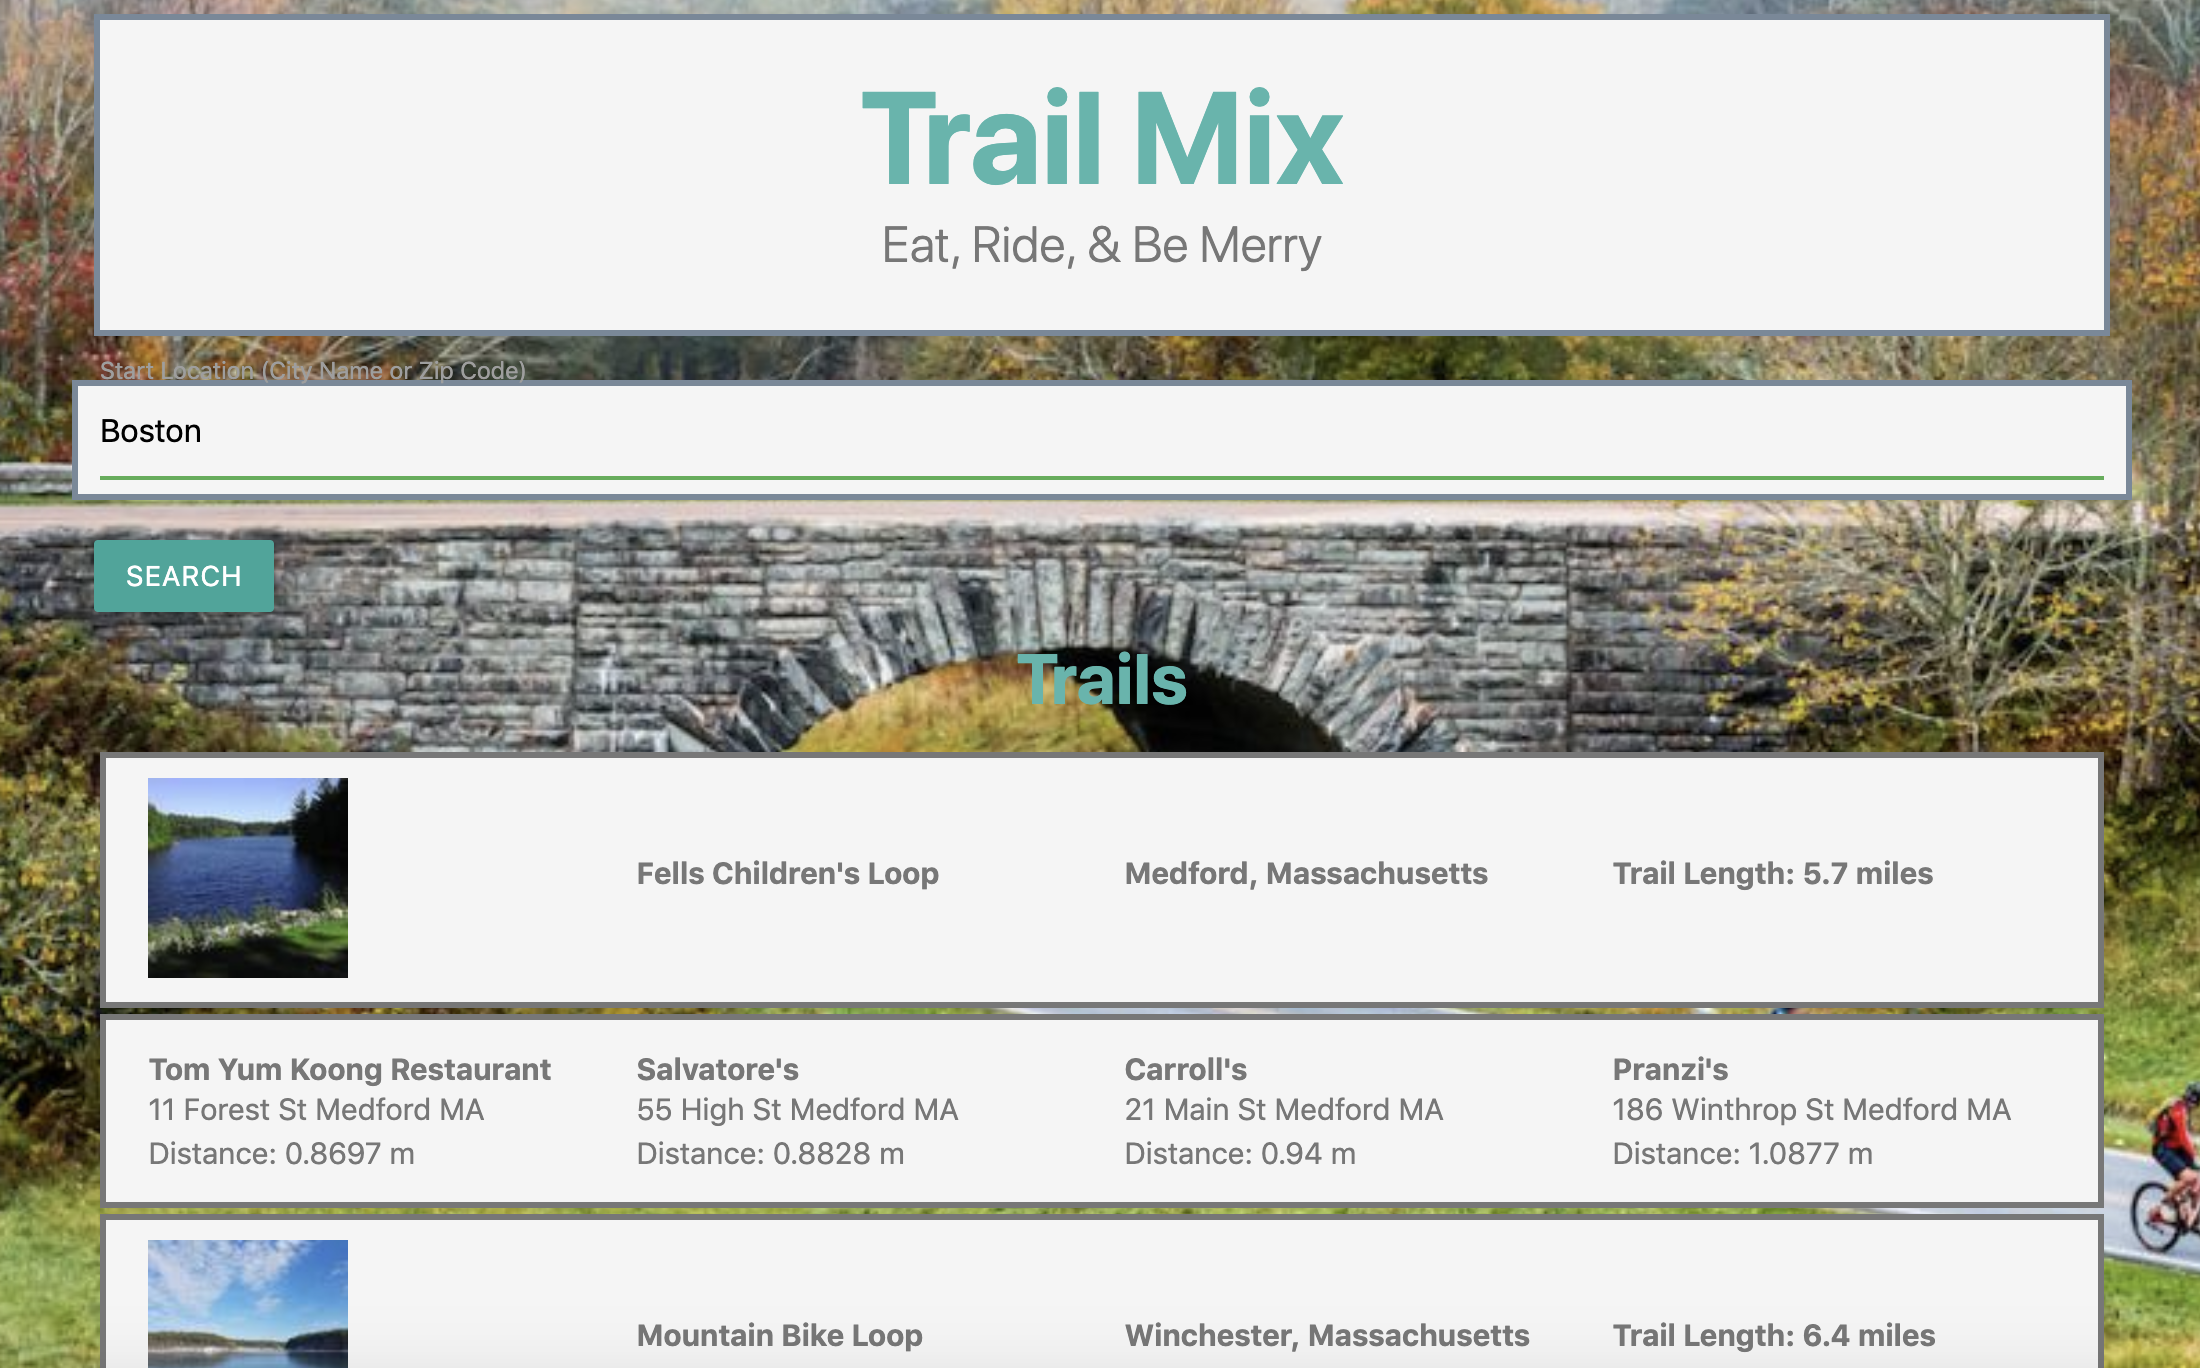 Trail Mix
Eat, Ride, & Be Merry
Start Location (City Name or Zip Code)
Boston
SEARCH
Trails
Fells Children's Loop
Medford, Massachusetts
Trail Length: 5.7 miles
Tom Yum Koong Restaurant
11 Forest St Medford MA
Distance: 0.8697 m
Salvatore's
55 High St Medford MA
Distance: 0.8828 m
Carroll's
21 Main St Medford MA
Distance: 0.94 m
Pranzi's
186 Winthrop St Medford MA
Distance: 1.0877 m
Mountain Bike Loop
Winchester, Massachusetts
Trail Length: 6.4 miles